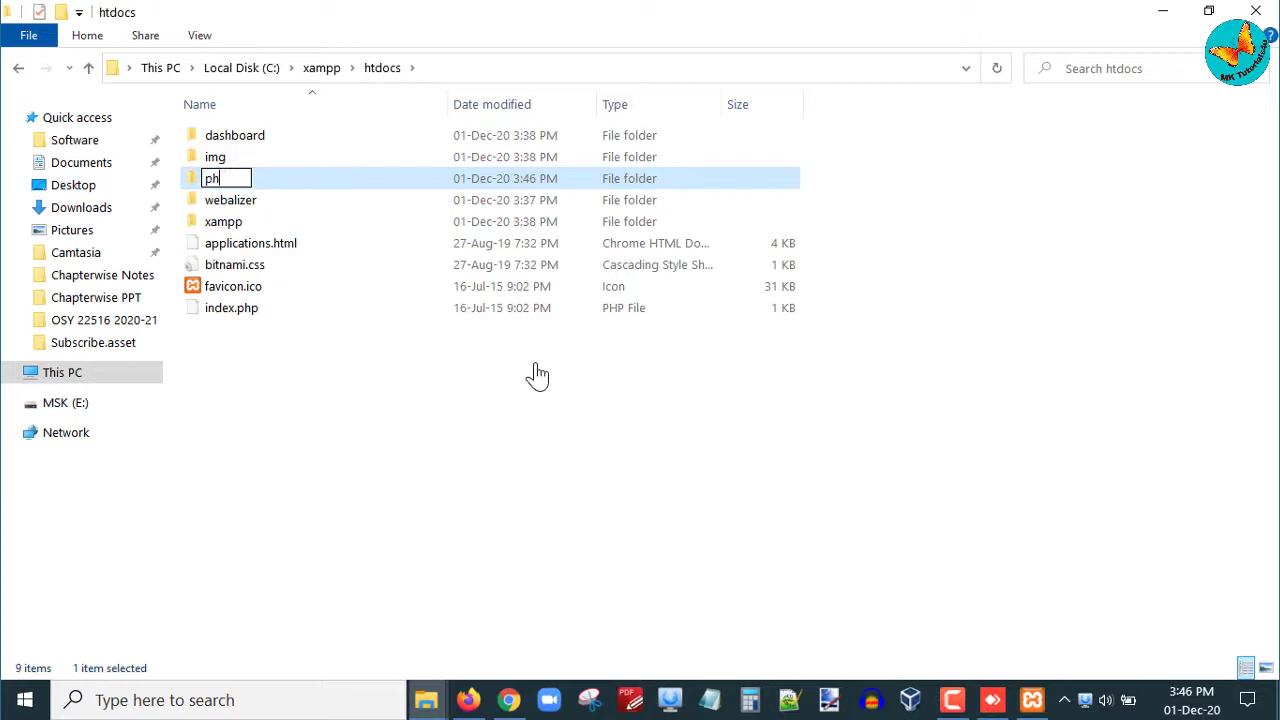 htdocs
File Home Share View
This PC Local Disk (C:) xampp htdocs Search htdocs
Name Date modified Type Size
Quick access
Software
Documents
Desktop
Downloads
Pictures
Camtasia
Chapterwise Notes
Chapterwise PPT
OSY 22516 2020-21
Subscribe.asset
This PC
MSK (E:)
Network
dashboard 01-Dec-20 3:38 PM File folder
img 01-Dec-20 3:38 PM File folder
ph 01-Dec-20 3:46 PM File folder
webalizer 01-Dec-20 3:37 PM File folder
xampp 01-Dec-20 3:38 PM File folder
applications.html 27-Aug-19 7:32 PM Chrome HTML Do... 4 KB
bitnami.css 27-Aug-19 7:32 PM Cascading Style Sh... 1 KB
favicon.ico 16-Jul-15 9:02 PM Icon 31 KB
index.php 16-Jul-15 9:02 PM PHP File 1 KB
9 items 1 item selected
Type here to search
PDF
3:46 PM
01-Dec-20